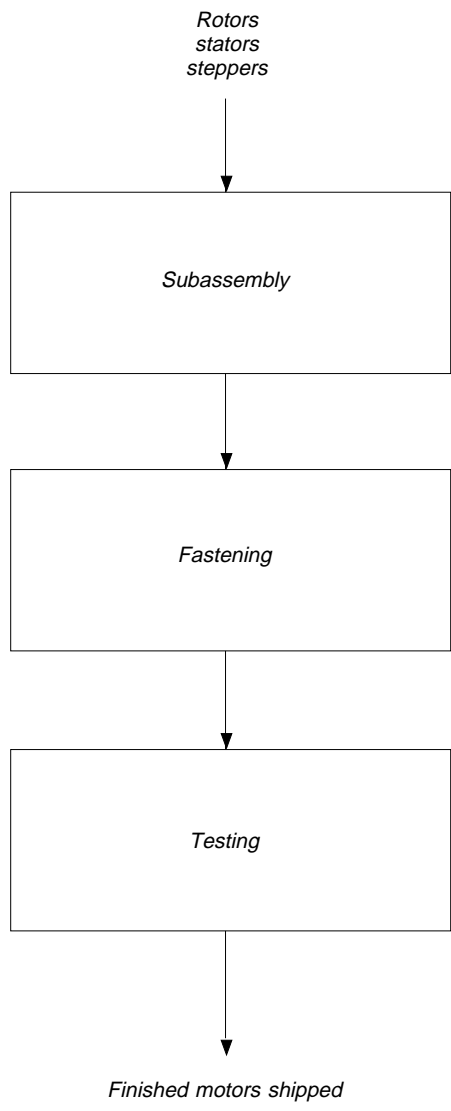 Rotors
stators
steppers
Subassembly
Fastening
Testing
Finished motors shipped